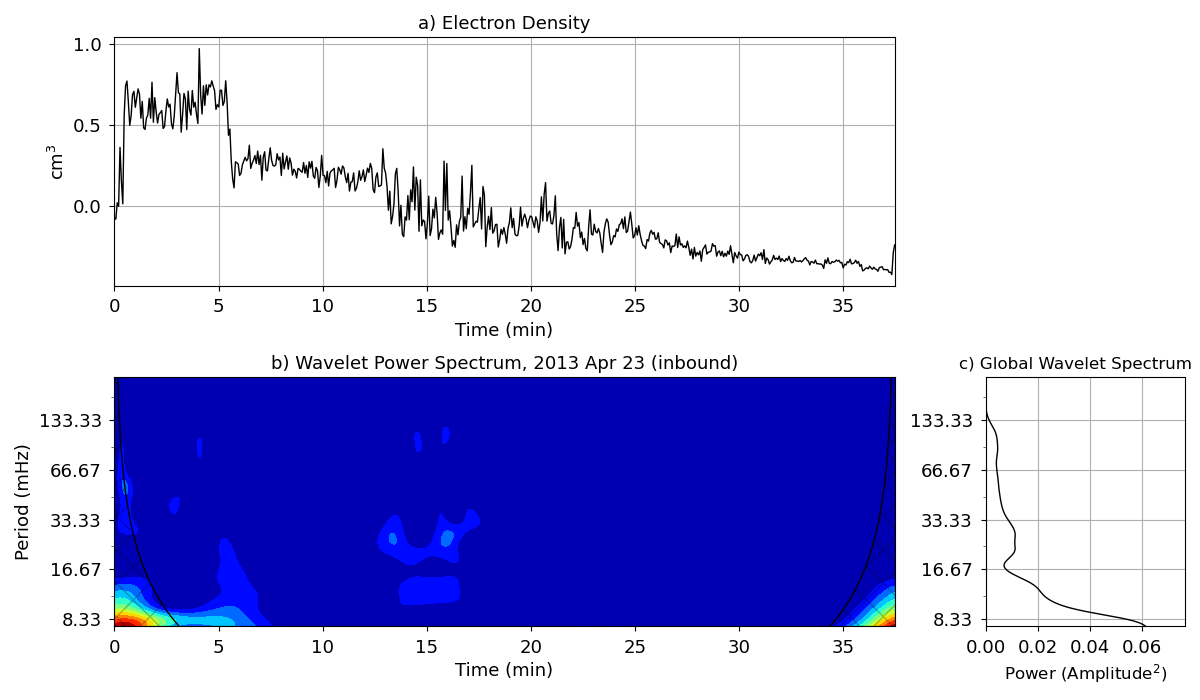 a) Electron Density
1.0
0.5
0.0
cm³
0 5 10 15 20 25 30 35
Time (min)
b) Wavelet Power Spectrum, 2013 Apr 23 (inbound)
133.33
66.67
33.33
16.67
8.33
Period (mHz)
0 5 10 15 20 25 30 35
Time (min)
c) Global Wavelet Spectrum
133.33
66.67
33.33
16.67
8.33
0.00 0.02 0.04 0.06
Power (Amplitude²)